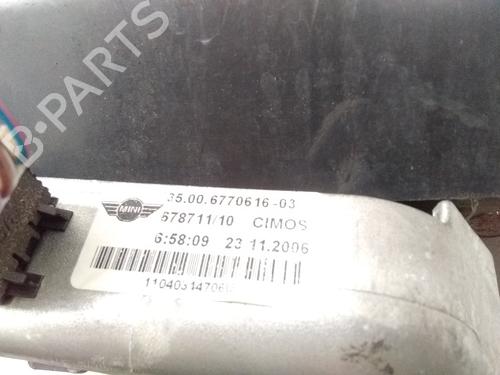 B-PARTS
MINI
35.00.6770616-03
678711/10 CIMOS
6:58:09 23.11.2006